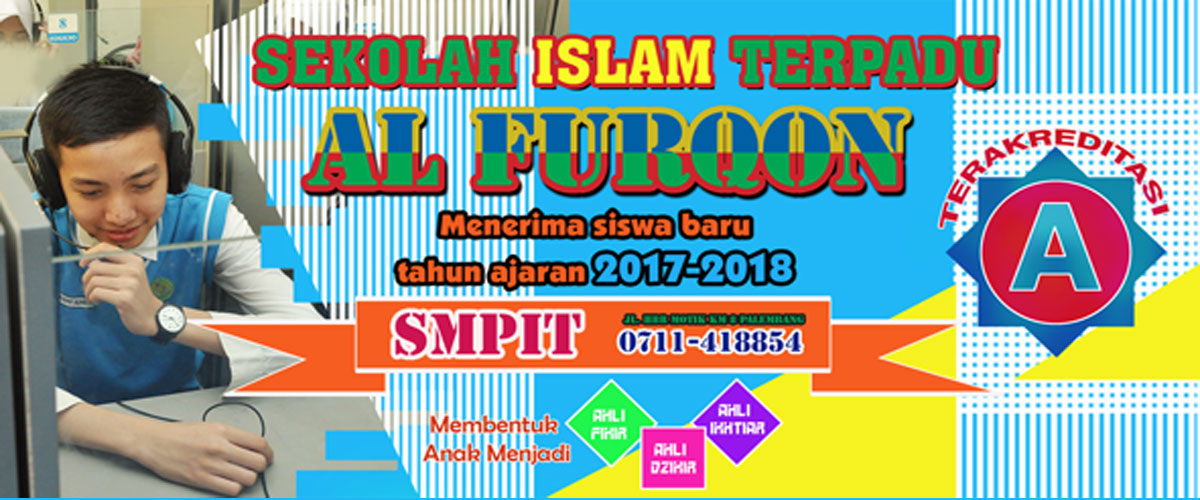 SEKOLAH ISLAM TERPADU
AL FURQON
Menerima siswa baru
tahun ajaran 2017-2018
TERAKREDITASI
A
SMPIT
PALEMBANG
0711-418854
Membentuk
Anak Menjadi
AHLI
FIKIR
AHLI
DZIKIR
AHLI
IKHTIAR